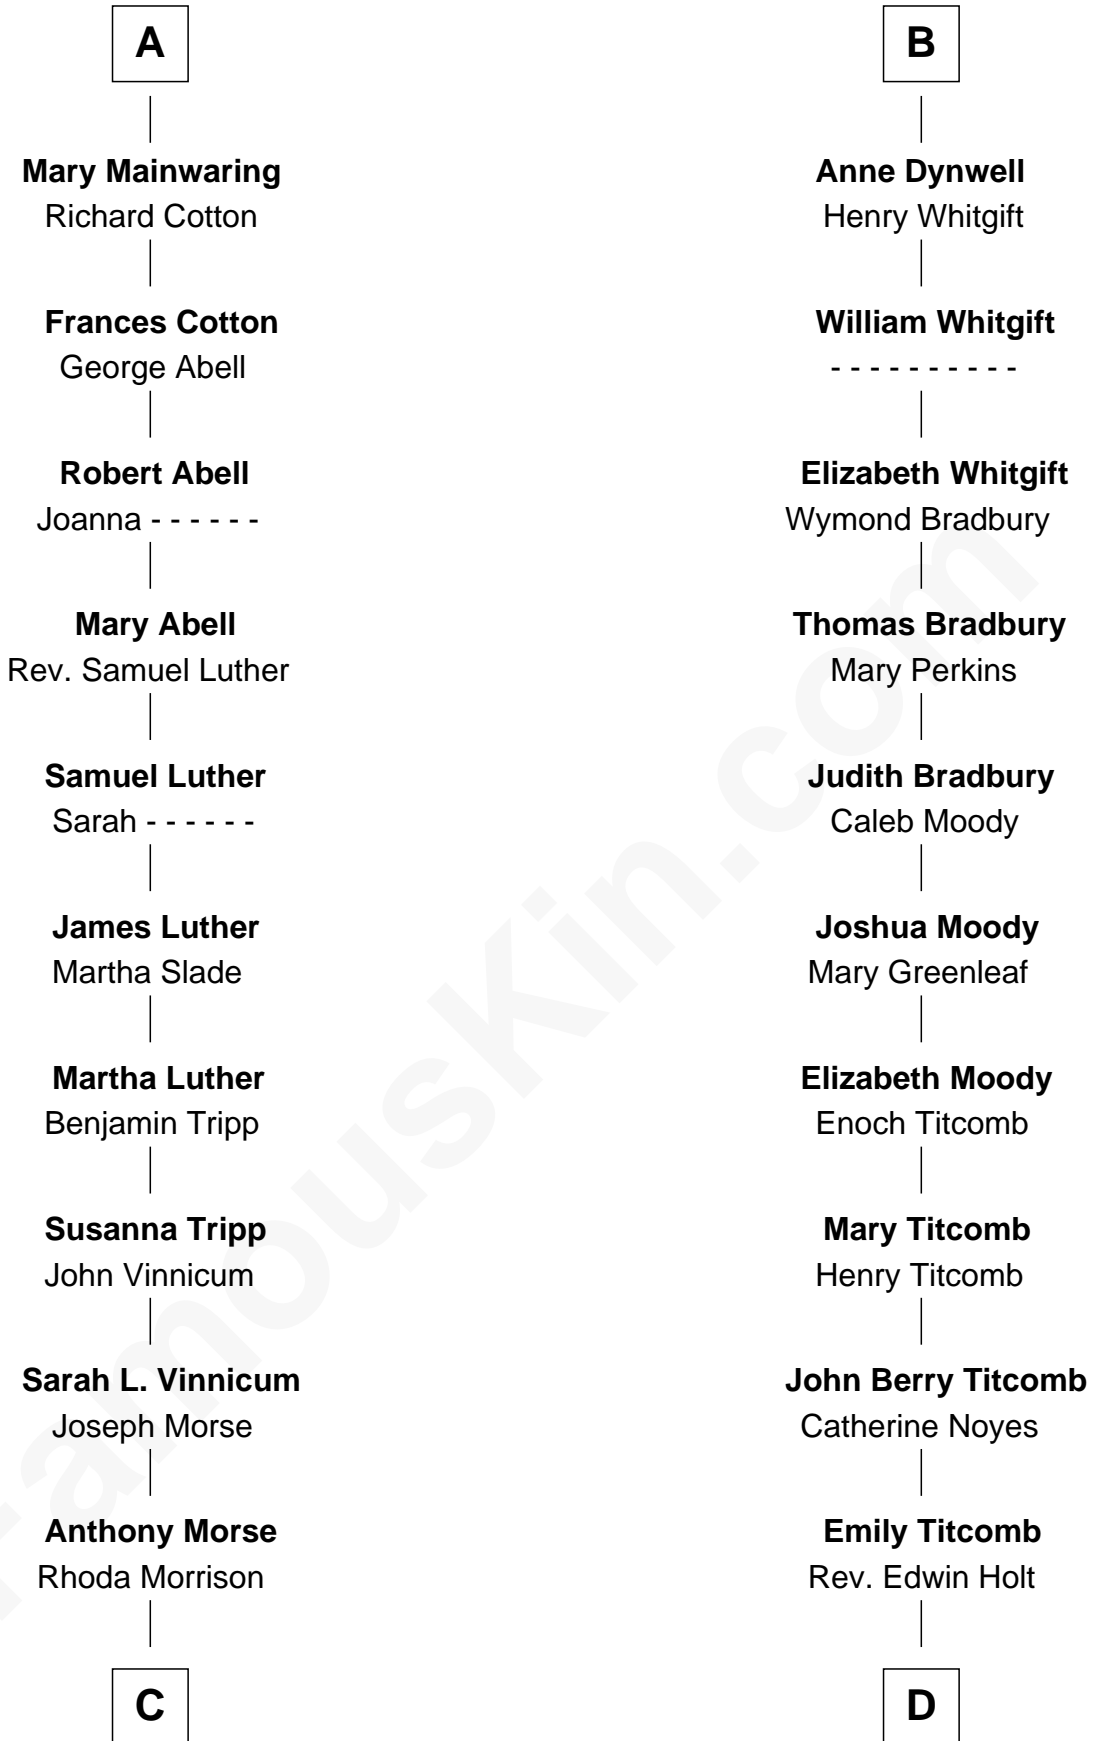 A
Mary Mainwaring
Richard Cotton
Frances Cotton
George Abell
Robert Abell
Joanna - - - - - -
Mary Abell
Rev. Samuel Luther
Samuel Luther
Sarah - - - - - -
James Luther
Martha Slade
Martha Luther
Benjamin Tripp
Susanna Tripp
John Vinnicum
Sarah L. Vinnicum
Joseph Morse
Anthony Morse
Rhoda Morrison
C
B
Anne Dynwell
Henry Whitgift
William Whitgift
- - - - - - - - - -
Elizabeth Whitgift
Wymond Bradbury
Thomas Bradbury
Mary Perkins
Judith Bradbury
Caleb Moody
Joshua Moody
Mary Greenleaf
Elizabeth Moody
Enoch Titcomb
Mary Titcomb
Henry Titcomb
John Berry Titcomb
Catherine Noyes
Emily Titcomb
Rev. Edwin Holt
D
FamousKin.com